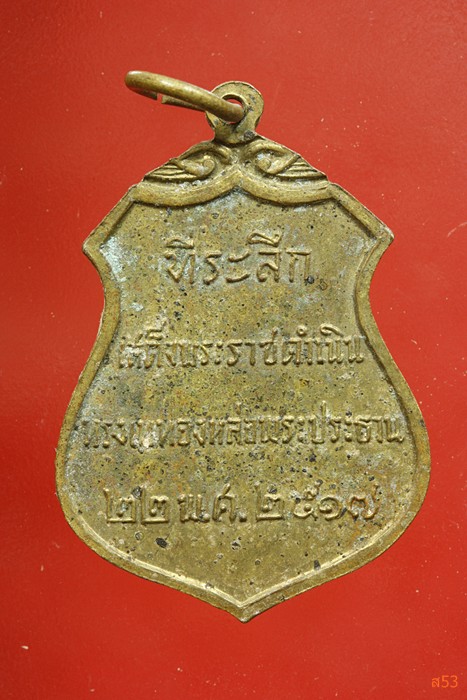 ที่ระลึก
เสด็จพระราชดำเนิน
ทรงเททองหล่อพระประธาน
๒๒ พ.ศ. ๒๕๑๗
ส53